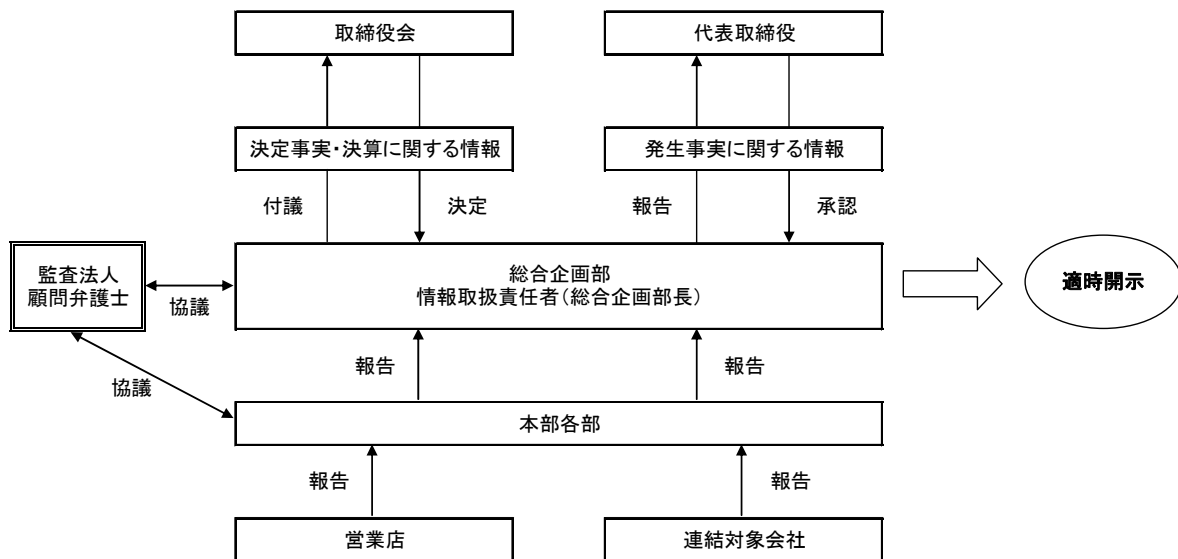 取締役会
代表取締役
決定事実・決算に関する情報
発生事実に関する情報
付議
決定
報告
承認
監査法人
顧問弁護士
協議
総合企画部
情報取扱責任者(総合企画部長)
適時開示
協議
報告
報告
本部各部
報告
報告
営業店
連結対象会社